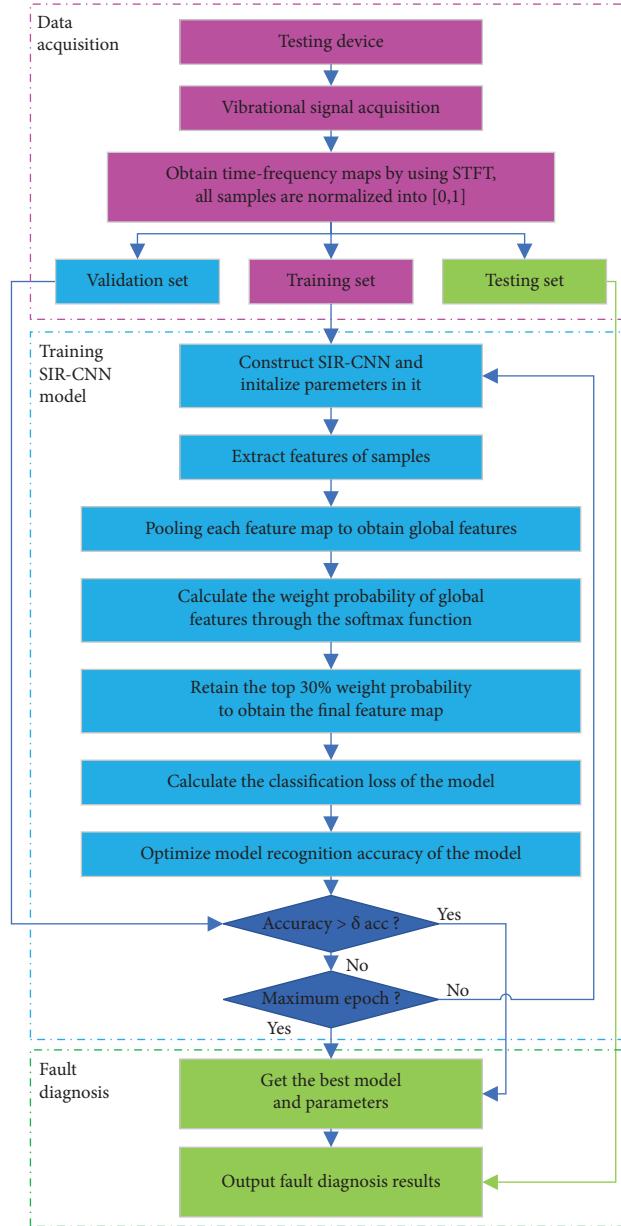 Data
acquisition
Testing device
Vibrational signal acquisition
Obtain time-frequency maps by using STFT,
all samples are normalized into [0,1]
Validation set
Training set
Testing set
Training
SIR-CNN
model
Construct SIR-CNN and
initalize paremeters in it
Extract features of samples
Pooling each feature map to obtain global features
Calculate the weight probability of global
features through the softmax function
Retain the top 30% weight probability
to obtain the final feature map
Calculate the classification loss of the model
Optimize model recognition accuracy of the model
Accuracy > δ acc ?
Yes
No
Maximum epoch ?
No
Yes
Fault
diagnosis
Get the best model
and parameters
Output fault diagnosis results